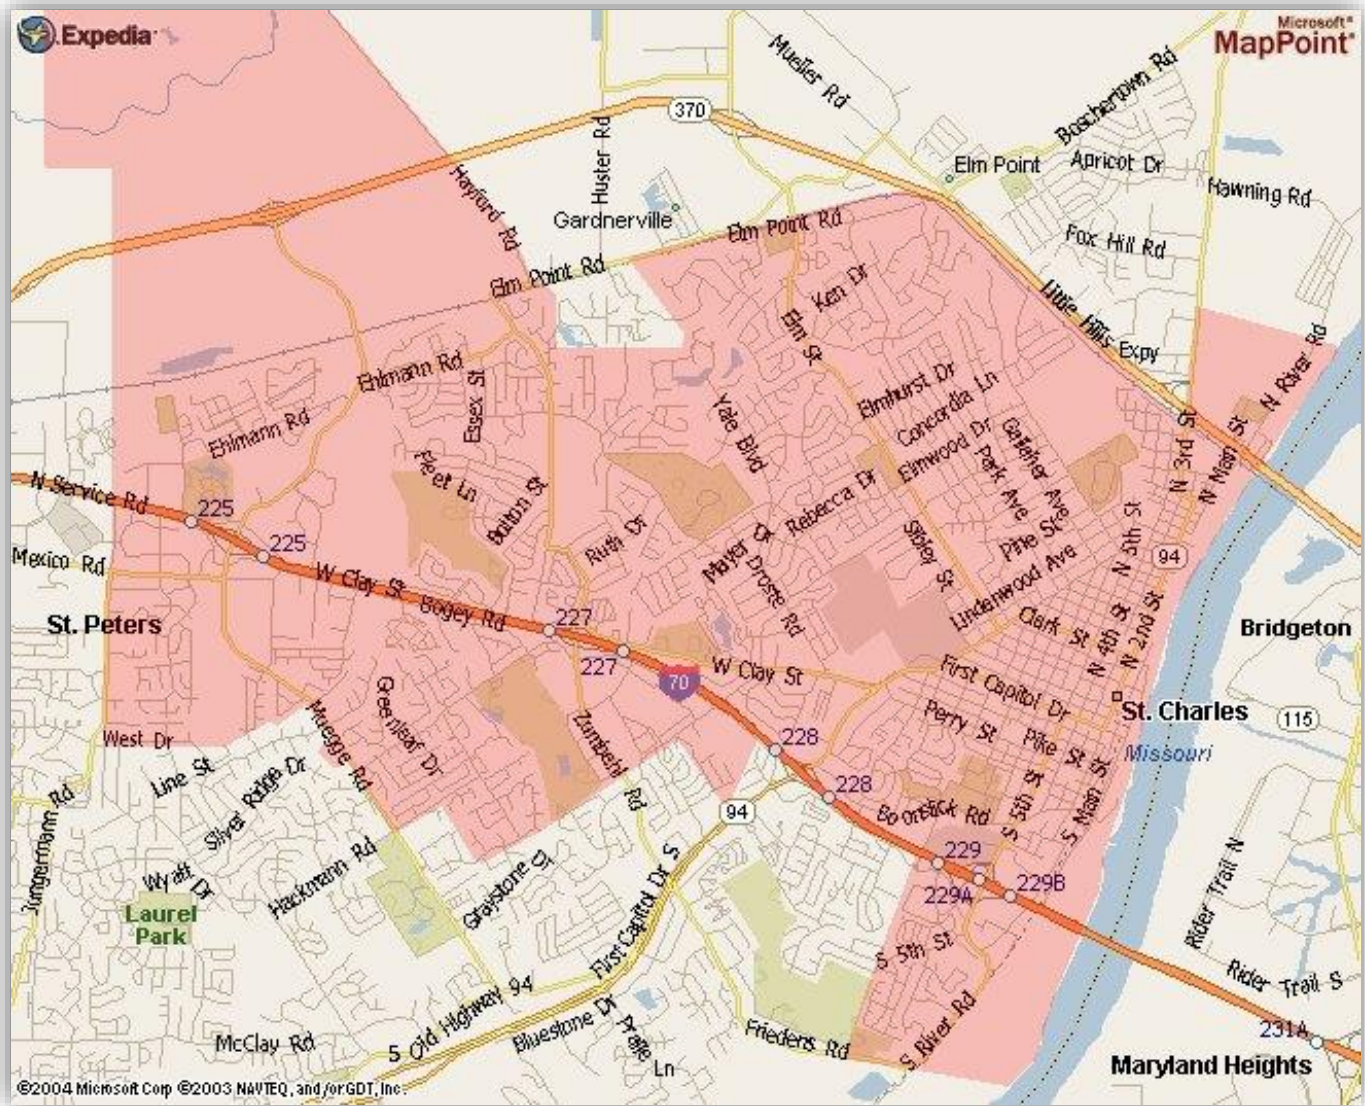 Expedia
Microsoft®
MapPoint®
Mueller Rd
Boschertown Rd
370
Huster Rd
Elm Point
Apricot Dr
Hayford Rd
Hawning Rd
Gardnerville
Elm Point Rd
Fox Hill Rd
Elm Point Rd
Ken Dr
Little Hills Expy
Elm St
N River Rd
Ehlmann Rd
Essex St
Elmhurst Dr
Concordia Ln
Yale Blvd
Ehlmann Rd
Elmwood Dr
Gallaher Ave
N 3rd St
N Main St
Fleet Ln
Park Ave
Rebecca Dr
N Service Rd
225
Bolton St
N 5th St
225
Ruth Dr
Mayer Dr
Sibley St
Pine St
Mexico Rd
W Clay St
Droste Rd
Lindenwood Ave
94
Bogey Rd
227
Clark St
N 4th St
N 2nd St
St. Peters
Bridgeton
227
70
W Clay St
First Capitol Dr
Greenleaf Dr
St. Charles
115
Muegge Rd
Zumbehl Rd
Perry St
Pike St
West Dr
228
Missouri
Line St
Silver Ridge Dr
228
S 5th St
S Main St
Jungermann Rd
94
Boonslick Rd
Hackmann Rd
Graystone Dr
229
Wyatt Dr
229A
229B
Rider Trail N
Laurel
Park
First Capitol Dr S
S 5th St
Rider Trail S
S Old Highway 94
Bluestone Dr
Pralle Ln
S River Rd
231A
McClay Rd
Friedens Rd
Maryland Heights
©2004 Microsoft Corp ©2003 NAVTEQ, and/or GDT, Inc.